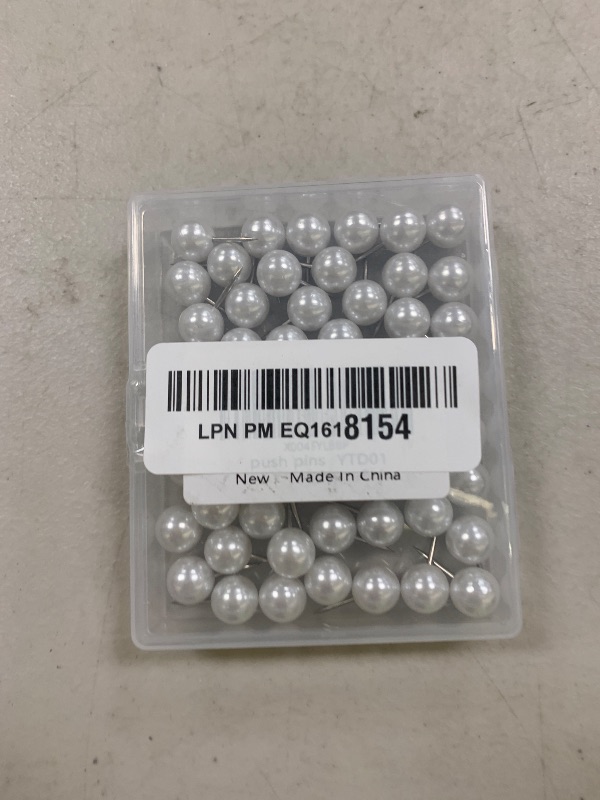 LPN PM EQ1618154
push pins YTD01
New - Made In China